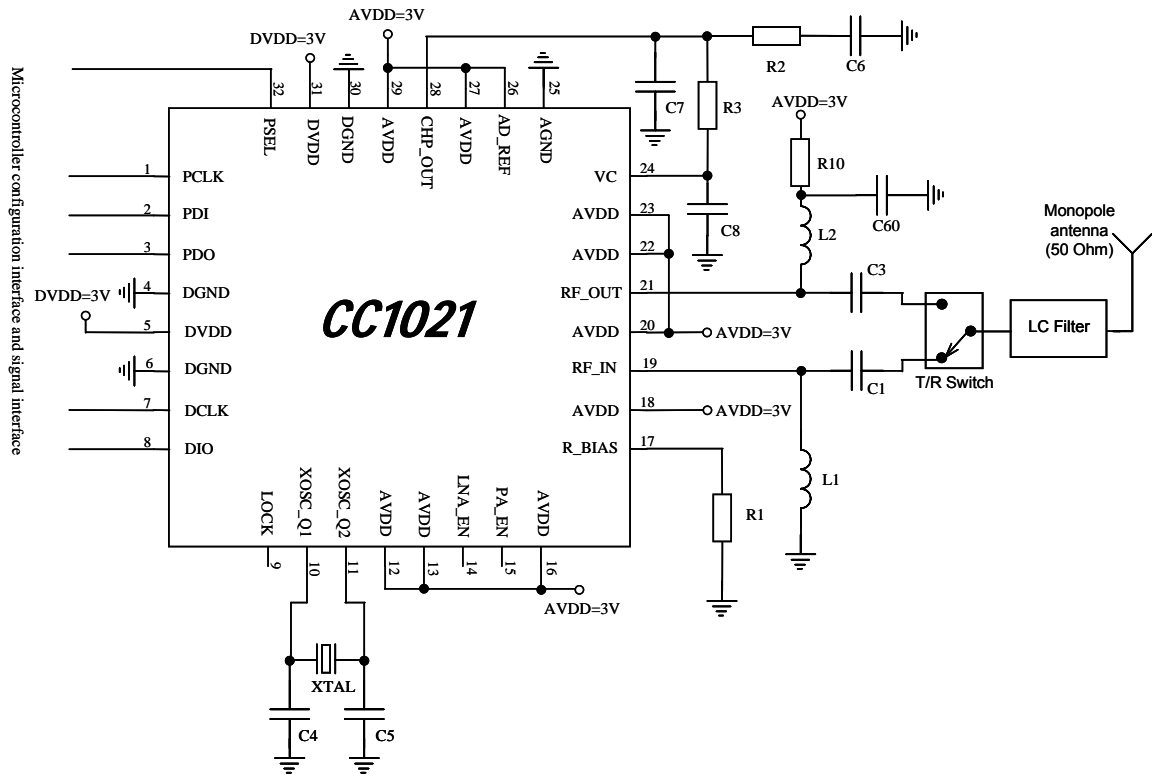 AVDD=3V
DVDD=3V
R2
C6
Microcontroller configuration interface and signal interface
32
31
30
29
28
27
26
25
C7
R3
AVDD=3V
PSEL
DVDD
DGND
AVDD
CHP_OUT
AVDD
AD_REF
AGND
R10
1
PCLK
VC
24
2
PDI
AVDD
23
C8
L2
C60
Monopole
antenna
(50 Ohm)
3
PDO
AVDD
22
C3
DVDD=3V
4
DGND
RF_OUT
21
5
DVDD
CC1021
AVDD
20
AVDD=3V
LC Filter
6
DGND
RF_IN
19
C1
T/R Switch
7
DCLK
AVDD
18
AVDD=3V
8
DIO
R_BIAS
17
LOCK
XOSC_Q1
XOSC_Q2
AVDD
AVDD
LNA_EN
PA_EN
AVDD
L1
R1
9
10
11
12
13
14
15
16
AVDD=3V
XTAL
C4
C5